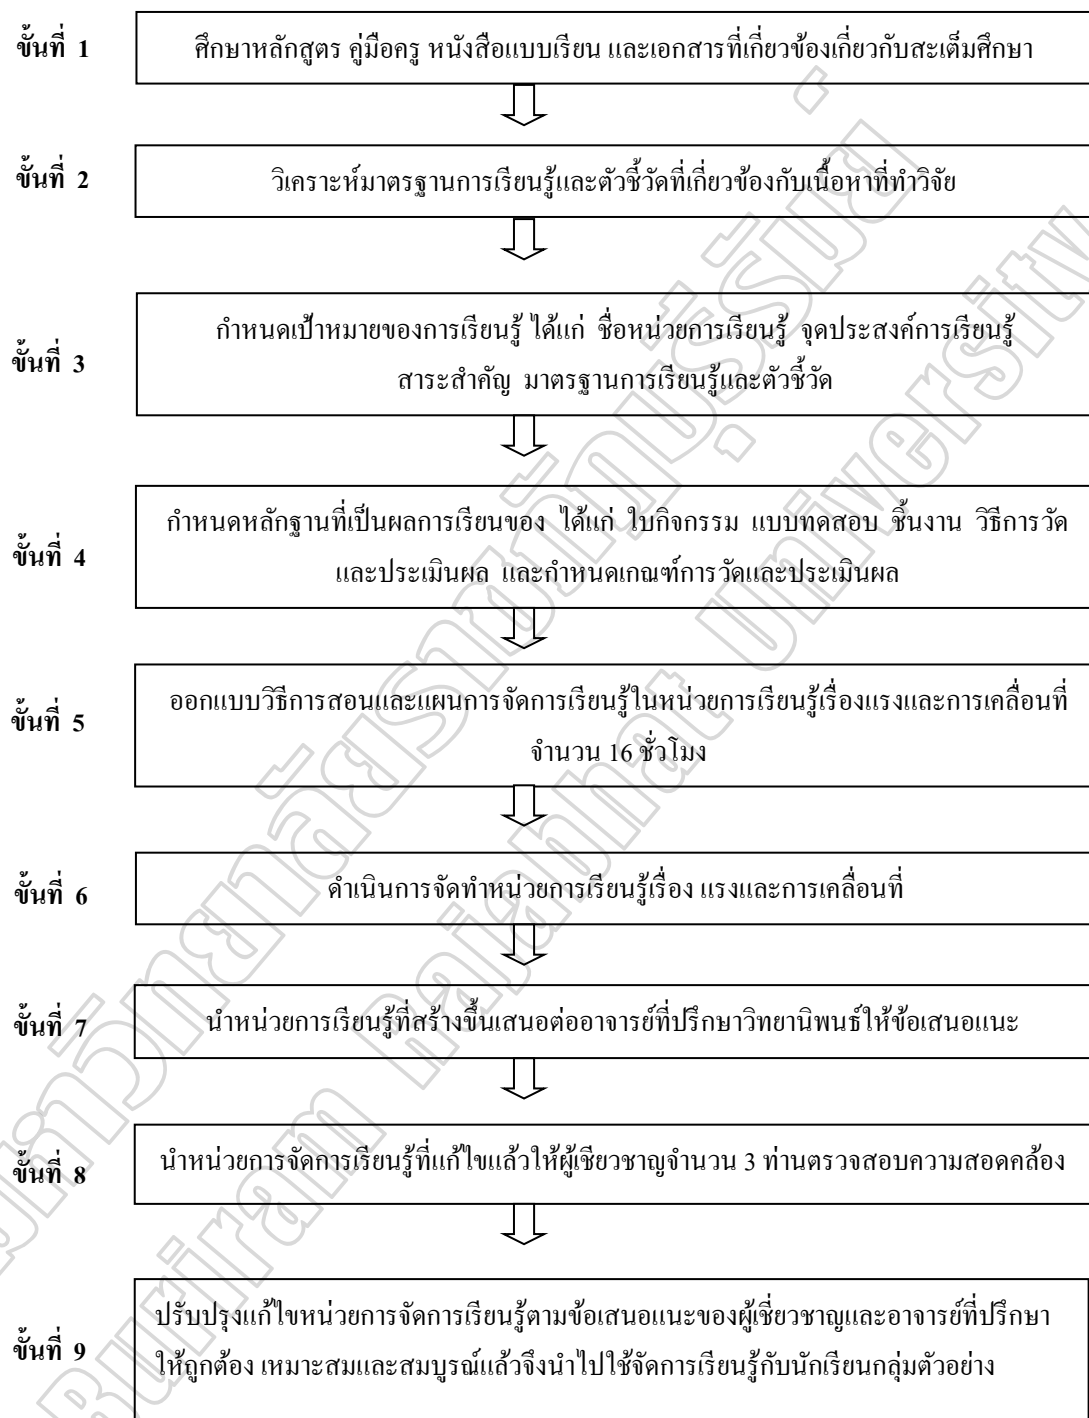 ขั้นที่ 1
ศึกษาหลักสูตร คู่มือครู หนังสือแบบเรียน และเอกสารที่เกี่ยวข้องเกี่ยวกับสะเต็มศึกษา
ขั้นที่ 2
วิเคราะห์มาตรฐานการเรียนรู้และตัวชี้วัดที่เกี่ยวข้องกับเนื้อหาที่ทำวิจัย
ขั้นที่ 3
กำหนดเป้าหมายของการเรียนรู้ ได้แก่ ชื่อหน่วยการเรียนรู้ จุดประสงค์การเรียนรู้
สาระสำคัญ มาตรฐานการเรียนรู้และตัวชี้วัด
ขั้นที่ 4
กำหนดหลักฐานที่เป็นผลการเรียนของ ได้แก่ ใบกิจกรรม แบบทดสอบ ชิ้นงาน วิธีการวัด
และประเมินผล และกำหนดเกณฑ์การวัดและประเมินผล
ขั้นที่ 5
ออกแบบวิธีการสอนและแผนการจัดการเรียนรู้ในหน่วยการเรียนรู้เรื่องแรงและการเคลื่อนที่
จำนวน 16 ชั่วโมง
ขั้นที่ 6
ดำเนินการจัดทำหน่วยการเรียนรู้เรื่อง แรงและการเคลื่อนที่
ขั้นที่ 7
นำหน่วยการเรียนรู้ที่สร้างขึ้นเสนอต่ออาจารย์ที่ปรึกษาวิทยานิพนธ์ให้ข้อเสนอแนะ
ขั้นที่ 8
นำหน่วยการจัดการเรียนรู้ที่แก้ไขแล้วให้ผู้เชียวชาญจำนวน 3 ท่านตรวจสอบความสอดคล้อง
ขั้นที่ 9
ปรับปรุงแก้ไขหน่วยการจัดการเรียนรู้ตามข้อเสนอแนะของผู้เชี่ยวชาญและอาจารย์ที่ปรึกษา
ให้ถูกต้อง เหมาะสมและสมบูรณ์แล้วจึงนำไปใช้จัดการเรียนรู้กับนักเรียนกลุ่มตัวอย่าง
มหาวิทยาลัยราชภัฏบุรีรัมย์
Buriram Rajabhat University